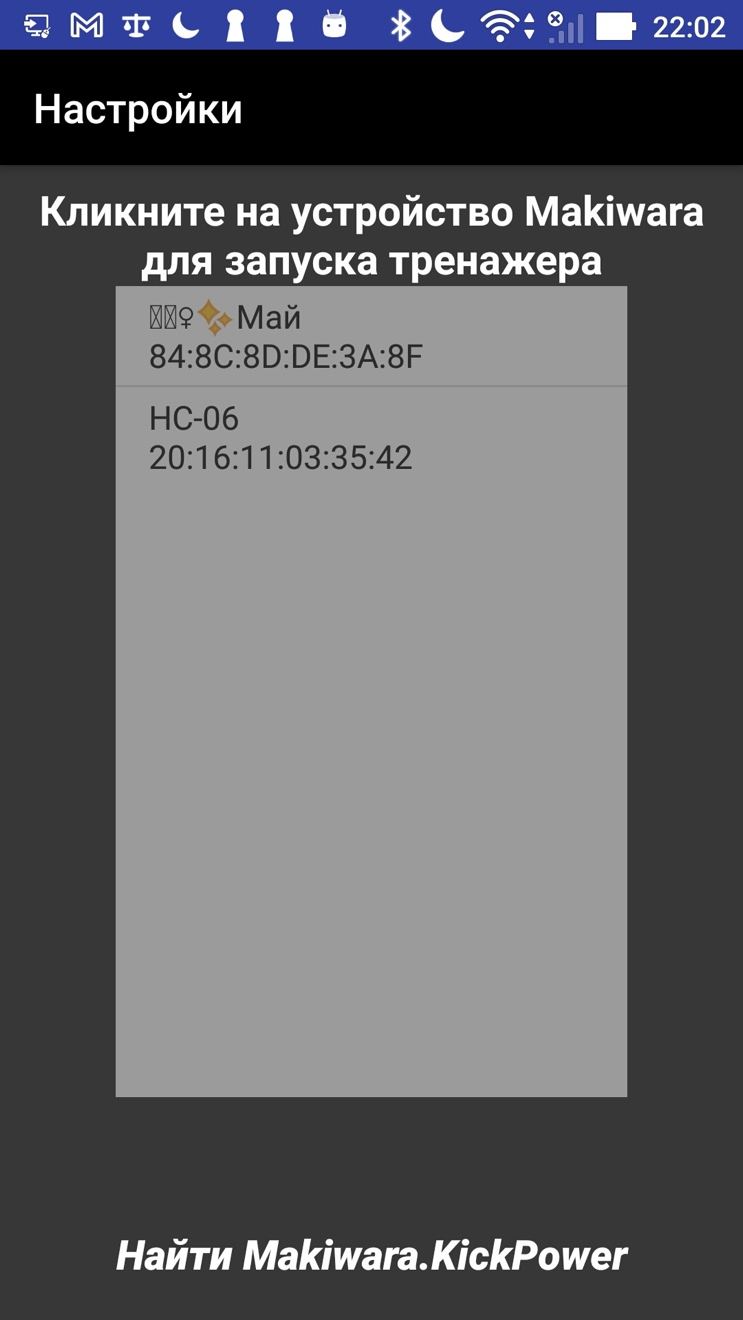 22:02
Настройки
Кликните на устройство Makiwara
для запуска тренажера
♀✨Май
84:8C:8D:DE:3A:8F
HC-06
20:16:11:03:35:42
Найти Makiwara.KickPower